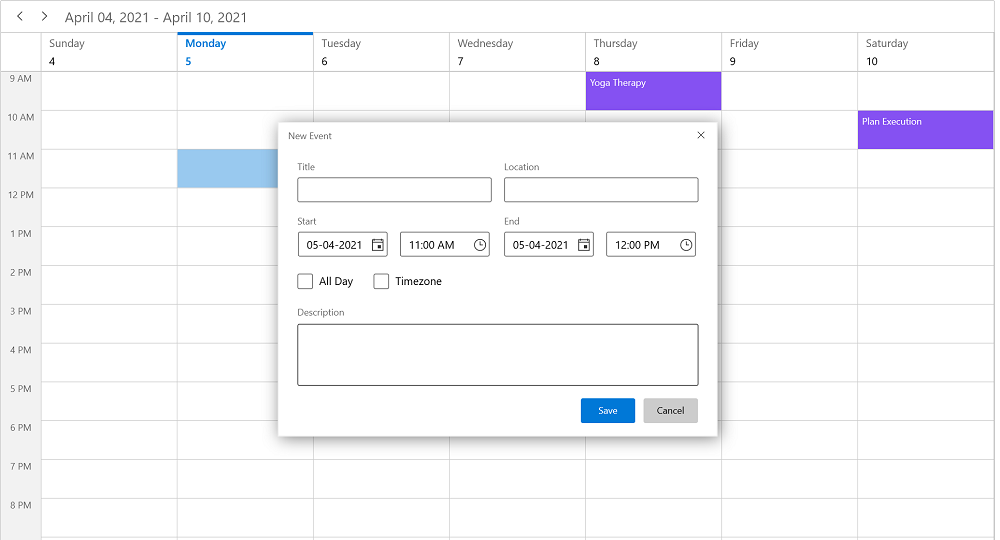 April 04, 2021 - April 10, 2021
Sunday Monday Tuesday Wednesday Thursday Friday Saturday
4 5 6 7 8 9 10
9 AM
Yoga Therapy
10 AM
Plan Execution
New Event
11 AM
Title Location
12 PM
Start End
1 PM
05-04-2021 11:00 AM 05-04-2021 12:00 PM
2 PM
All Day Timezone
3 PM
Description
4 PM
5 PM
Save Cancel
6 PM
7 PM
8 PM